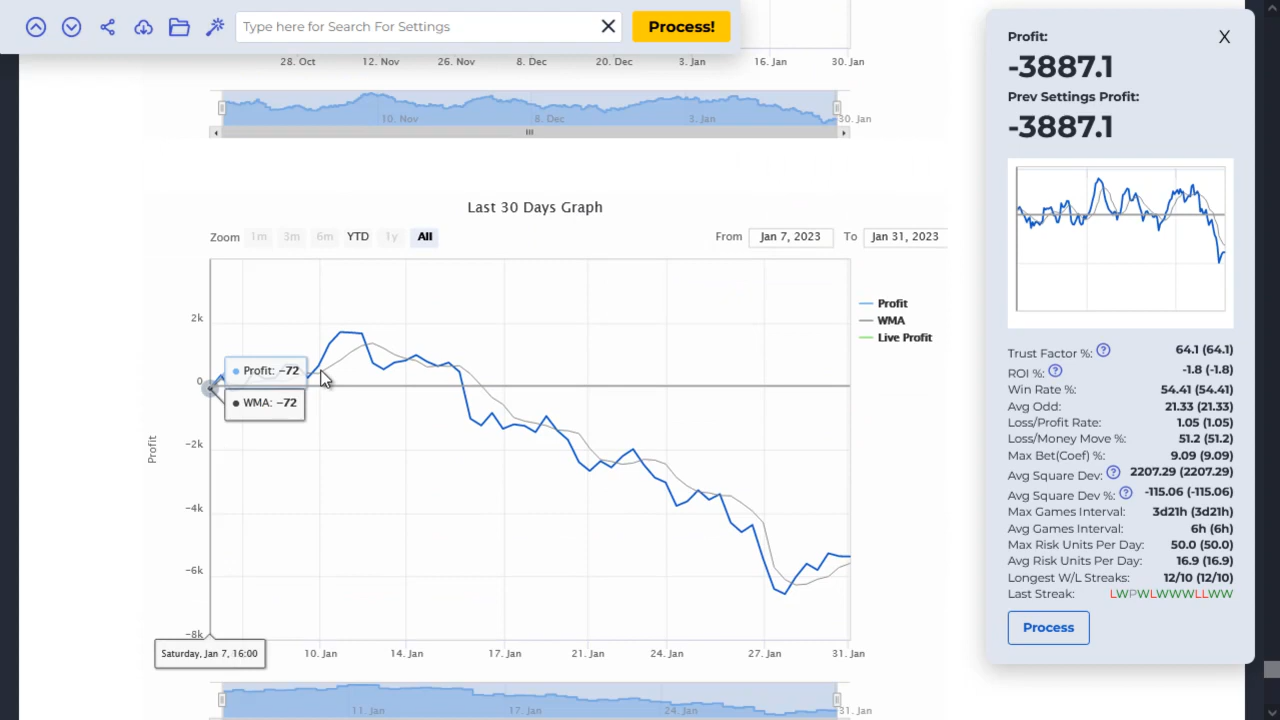 Type here for Search For Settings
Process!
28. Oct 12. Nov 26. Nov 8. Dec 20. Dec 3. Jan 16. Jan 30. Jan
10. Nov 8. Dec 3. Jan 30. Jan
Last 30 Days Graph
Zoom 1m 3m 6m YTD 1y All From Jan 7, 2023 To Jan 31, 2023
2k
0
−2k
−4k
−6k
−8k
Profit
Profit: −72
WMA: −72
Profit
WMA
Live Profit
Saturday, Jan 7, 16:00
10. Jan 14. Jan 17. Jan 21. Jan 24. Jan 27. Jan 31. Jan
11. Jan 17. Jan 24. Jan 31. Jan
X
Profit:
-3887.1
Prev Settings Profit:
-3887.1
Trust Factor %: ? 64.1 (64.1)
ROI %: ? -1.8 (-1.8)
Win Rate %: 54.41 (54.41)
Avg Odd: 21.33 (21.33)
Loss/Profit Rate: 1.05 (1.05)
Loss/Money Move %: 51.2 (51.2)
Max Bet(Coef) %: 9.09 (9.09)
Avg Square Dev: ? 2207.29 (2207.29)
Avg Square Dev %: ? -115.06 (-115.06)
Max Games Interval: 3d21h (3d21h)
Avg Games Interval: 6h (6h)
Max Risk Units Per Day: 50.0 (50.0)
Avg Risk Units Per Day: 16.9 (16.9)
Longest W/L Streaks: 12/10 (12/10)
Last Streak: LWPWLWWWLLWW
Process